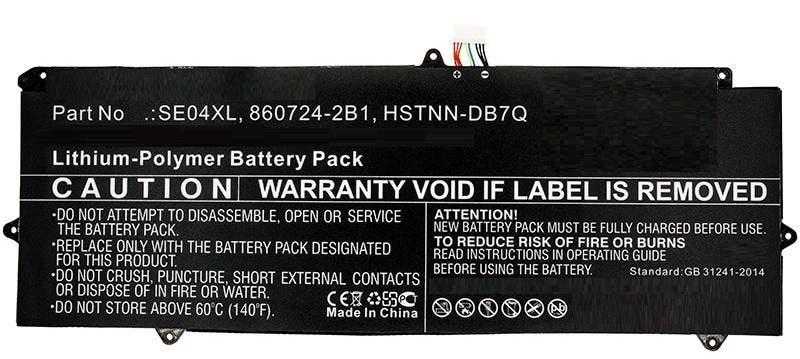 Part No .:SE04XL, 860724-2B1, HSTNN-DB7Q
Lithium-Polymer Battery Pack
CAUTION
WARRANTY VOID IF LABEL IS REMOVED
•DO NOT ATTEMPT TO DISASSEMBLE, OPEN OR SERVICE
THE BATTERY PACK.
•REPLACE ONLY WITH THE BATTERY PACK DESIGNATED
FOR THIS PRODUCT.
•DO NOT CRUSH, PUNCTURE, SHORT EXTERNAL CONTACTS
OR DISPOSE OF IN FIRE OR WATER.
•DO NOT STORE ABOVE 60°C (140°F).
CE
Made In China
ATTENTION!
NEW BATTERY PACK MUST BE FULLY CHARGED BEFORE USE.
TO REDUCE RISK OF FIRE OR BURNS
READ INSTRUCTIONS IN OPERATING GUIDE
BEFORE USING THE BATTERY.
Standard:GB 31241-2014